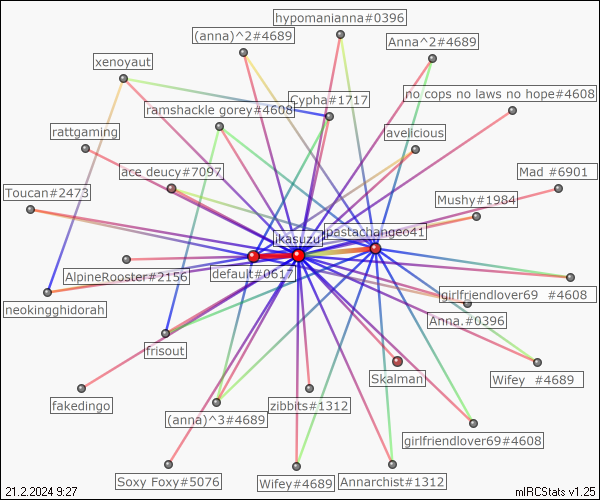 hypomanianna#0396
(anna)^2#4689
Anna^2#4689
xenoyaut
no cops no laws no hope#4608
Cypha#1717
ramshackle gorey#4608
rattgaming
avelicious
ace deucy#7097
Mad #6901
Toucan#2473
Mushy#1984
pastachangeo41
ikasuzu
default#0617
AlpineRooster#2156
girlfriendlover69 #4608
neokingghidorah
Anna.#0396
frisout
Skalman
Wifey #4689
fakedingo
zibbits#1312
(anna)^3#4689
girlfriendlover69#4608
Soxy Foxy#5076
Wifey#4689
Annarchist#1312
21.2.2024 9:27
mIRCStats v1.25